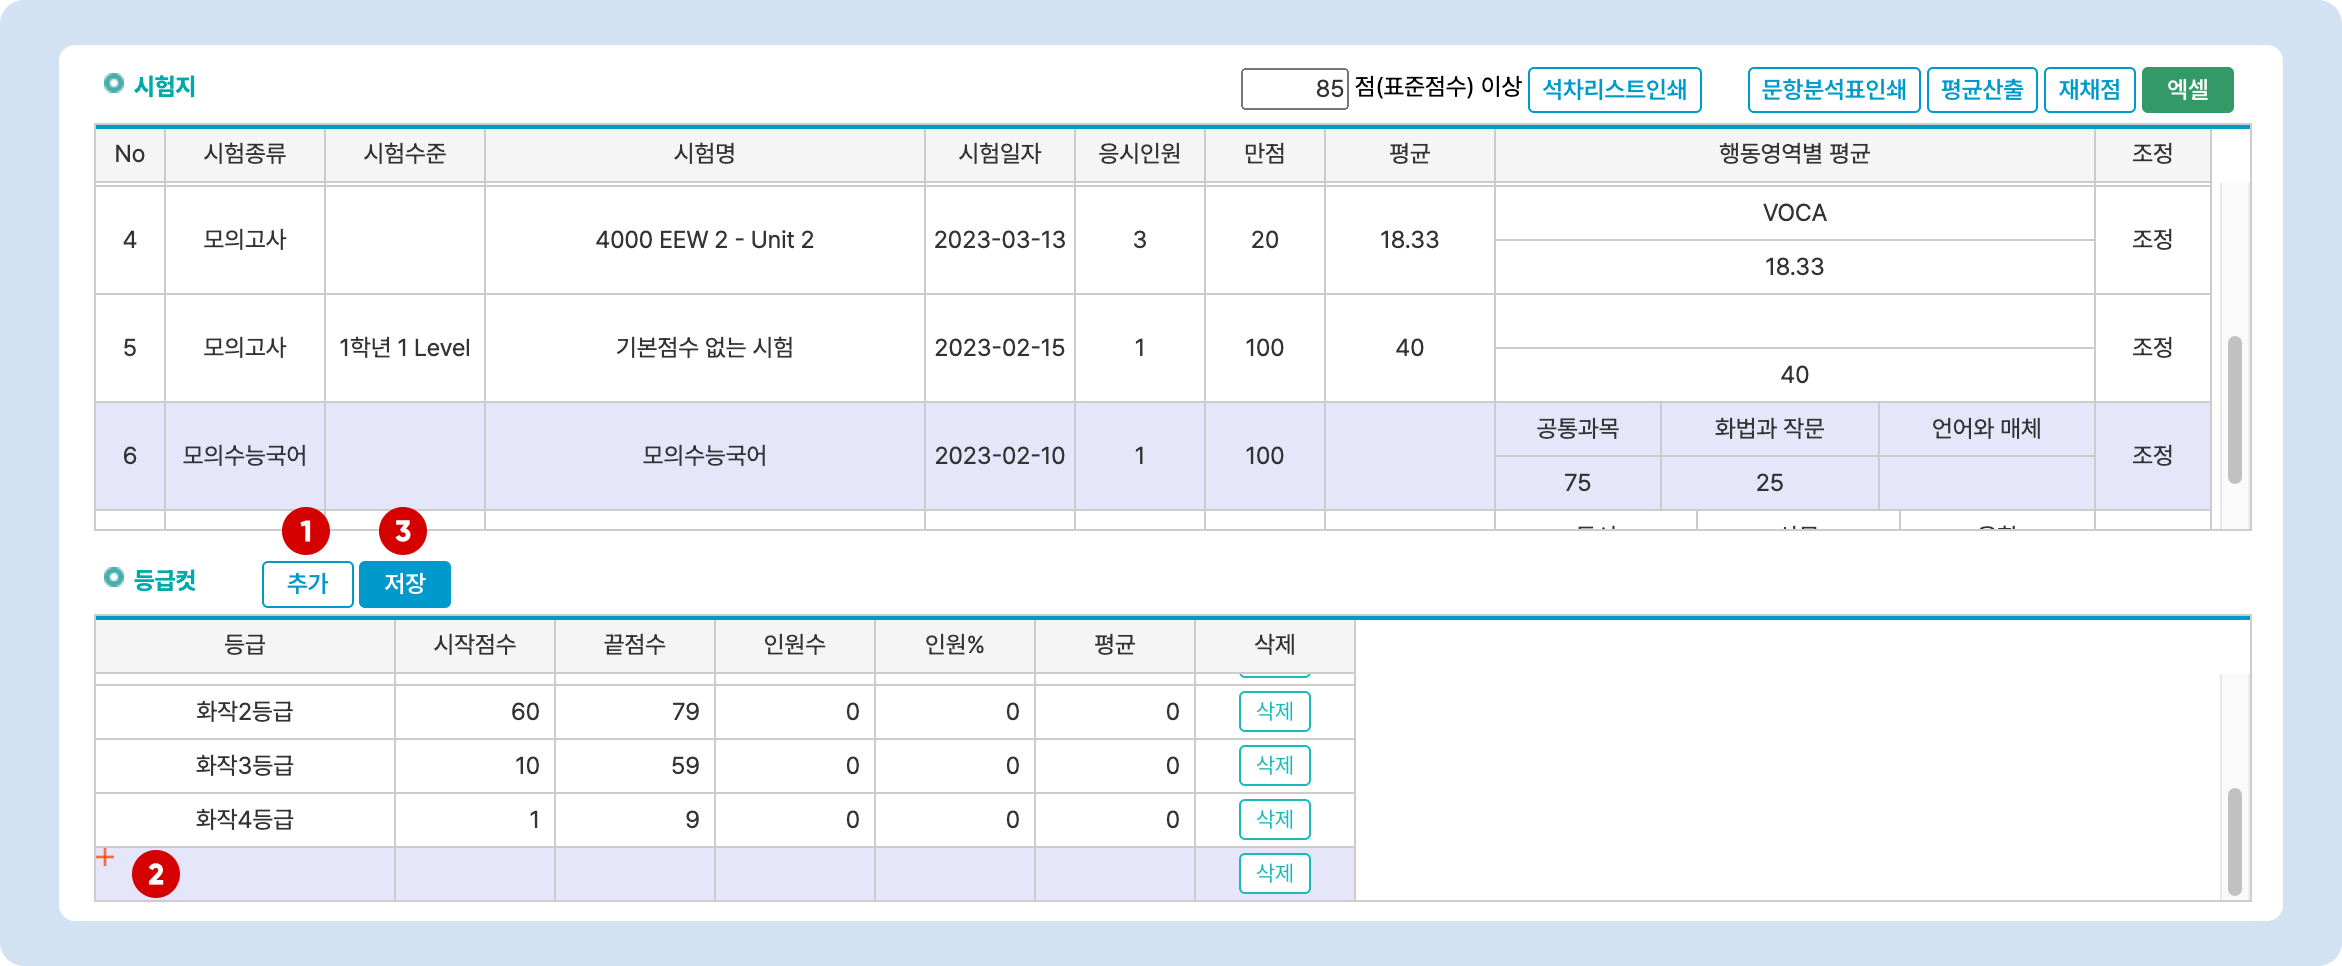 시험지
85 점(표준점수) 이상 석차리스트인쇄 문항분석표인쇄 평균산출 재채점 엑셀
No 시험종류 시험수준 시험명 시험일자 응시인원 만점 평균 행동영역별 평균 조정
VOCA
4 모의고사 4000 EEW 2 - Unit 2 2023-03-13 3 20 18.33 조정
18.33
5 모의고사 1학년 1 Level 기본점수 없는 시험 2023-02-15 1 100 40 조정
40
공통과목 화법과 작문 언어와 매체
6 모의수능국어 모의수능국어 2023-02-10 1 100 조정
75 25
1 3
등급컷 추가 저장
등급 시작점수 끝점수 인원수 인원% 평균 삭제
화작2등급 60 79 0 0 0 삭제
화작3등급 10 59 0 0 0 삭제
화작4등급 1 9 0 0 0 삭제
2 삭제